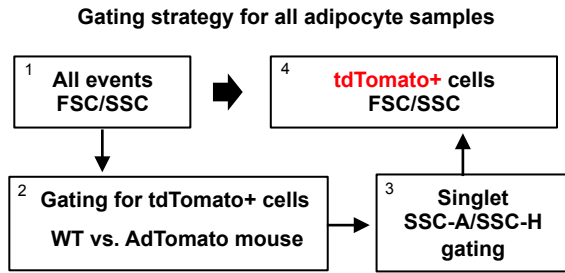 Gating strategy for all adipocyte samples
1
All events
FSC/SSC
4
tdTomato+ cells
FSC/SSC
2
Gating for tdTomato+ cells
WT vs. AdTomato mouse
3
Singlet
SSC-A/SSC-H
gating